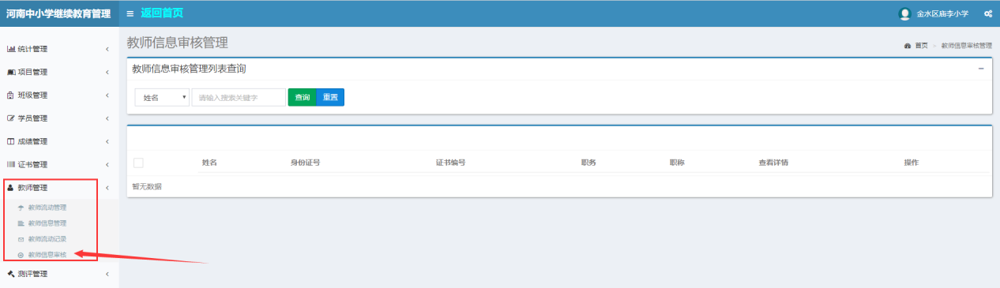 河南中小学继续教育管理
返回首页
金水区庙李小学
统计管理
项目管理
班级管理
学员管理
成绩管理
证书管理
教师管理
教师流动管理
教师信息管理
教师流动记录
教师信息审核
测评管理
教师信息审核管理
首页 > 教师信息审核管理
教师信息审核管理列表查询
姓名 请输入搜索关键字 查询 重置
姓名 身份证号 证书编号 职务 职称 查看详情 操作
暂无数据